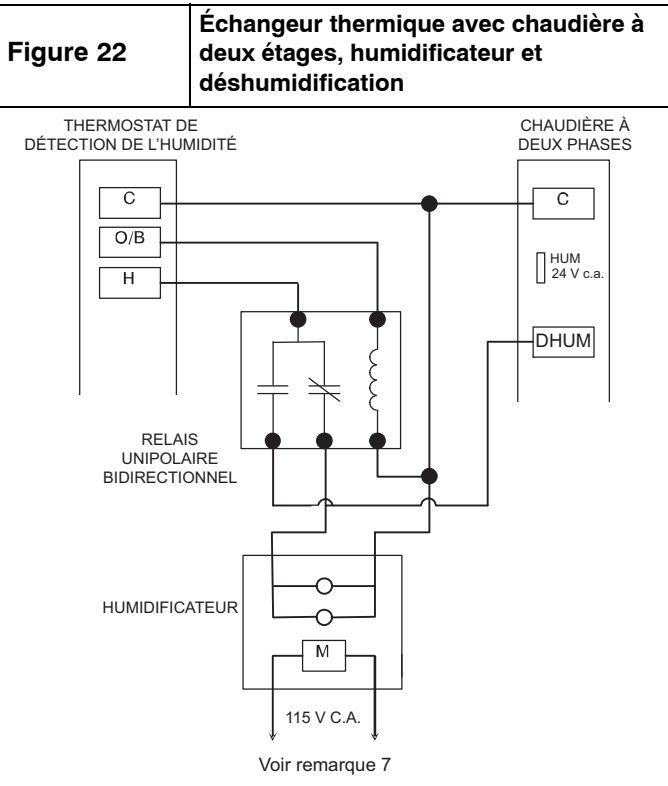 Figure 22
Échangeur thermique avec chaudière à
deux étages, humidificateur et
déshumidification
THERMOSTAT DE
DÉTECTION DE L'HUMIDITÉ
CHAUDIÈRE À
DEUX PHASES
C
C
O/B
H
HUM
24 V c.a.
DHUM
RELAIS
UNIPOLAIRE
BIDIRECTIONNEL
HUMIDIFICATEUR
M
115 V C.A.
Voir remarque 7